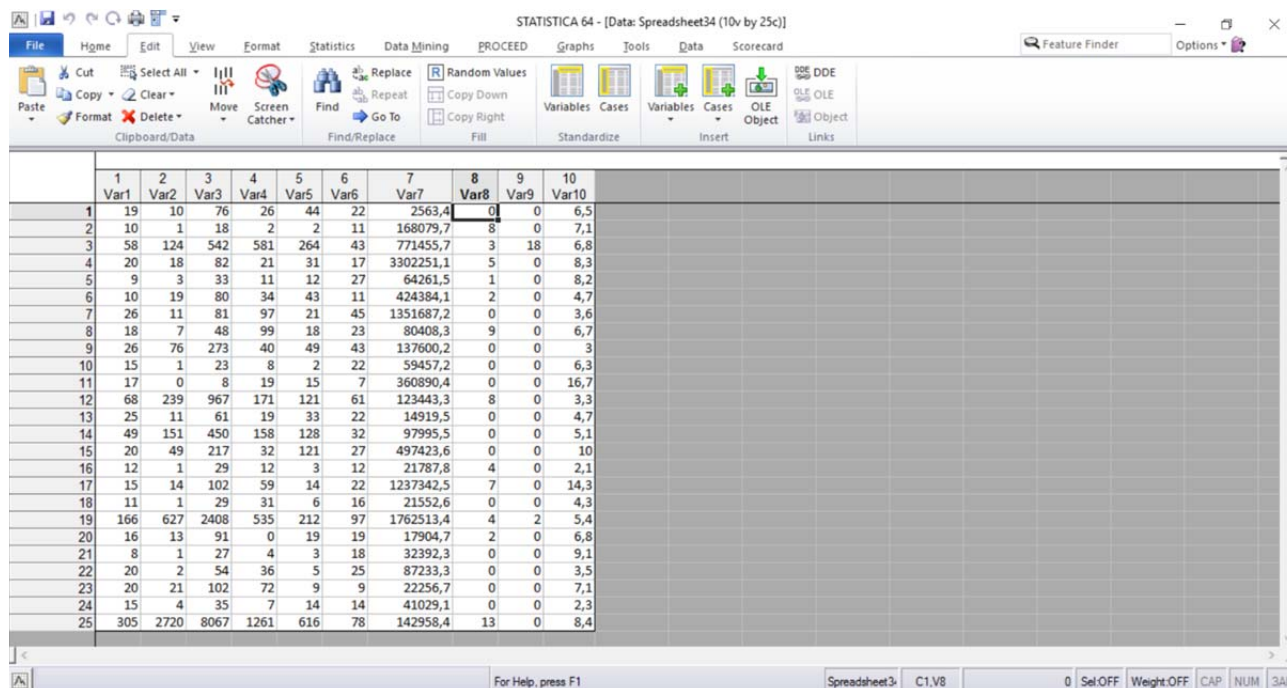 STATISTICA 64 - [Data: Spreadsheet34 (10v by 25c)]
File Home Edit View Format Statistics Data Mining PROCEED Graphs Tools Data Scorecard Feature Finder Options
Cut Select All Replace R Random Values DDE DDE
Copy Clear Repeat Copy Down OLE OLE
Paste Move Screen Find Variables Cases Variables Cases OLE
Format Delete Catcher Go To Copy Right Object Object
Clipboard/Data Find/Replace Fill Standardize Insert Links
1 2 3 4 5 6 7 8 9 10
Var1 Var2 Var3 Var4 Var5 Var6 Var7 Var8 Var9 Var10
1 19 10 76 26 44 22 2563,4 0 0 6,5
2 10 1 18 2 2 11 168079,7 8 0 7,1
3 58 124 542 581 264 43 771455,7 3 18 6,8
4 20 18 82 21 31 17 3302251,1 5 0 8,3
5 9 3 33 11 12 27 64261,5 1 0 8,2
6 10 19 80 34 43 11 424384,1 2 0 4,7
7 26 11 81 97 21 45 1351687,2 0 0 3,6
8 18 7 48 99 18 23 80408,3 9 0 6,7
9 26 76 273 40 49 43 137600,2 0 0 3
10 15 1 23 8 2 22 59457,2 0 0 6,3
11 17 0 8 19 15 7 360890,4 0 0 16,7
12 68 239 967 171 121 61 123443,3 8 0 3,3
13 25 11 61 19 33 22 14919,5 0 0 4,7
14 49 151 450 158 128 32 97995,5 0 0 5,1
15 20 49 217 32 121 27 497423,6 0 0 10
16 12 1 29 12 3 12 21787,8 4 0 2,1
17 15 14 102 59 14 22 1237342,5 7 0 14,3
18 11 1 29 31 6 16 21552,6 0 0 4,3
19 166 627 2408 535 212 97 1762513,4 4 2 5,4
20 16 13 91 0 19 19 17904,7 2 0 6,8
21 8 1 27 4 3 18 32392,3 0 0 9,1
22 20 2 54 36 5 25 87233,3 0 0 3,5
23 20 21 102 72 9 9 22256,7 0 0 7,1
24 15 4 35 7 14 14 41029,1 0 0 2,3
25 305 2720 8067 1261 616 78 142958,4 13 0 8,4
For Help, press F1 Spreadsheet3 C1,V8 0 Sel:OFF Weight:OFF CAP NUM